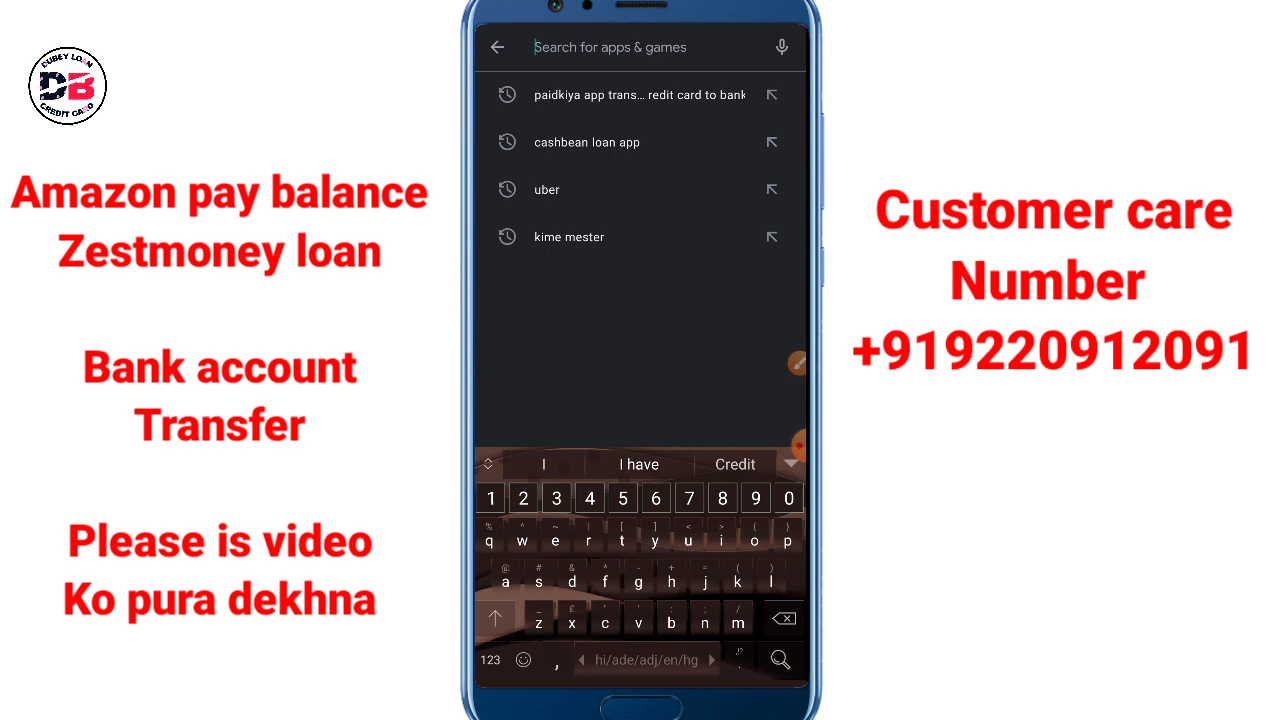 DUBEY LOAN
DB
CREDIT CARD
Amazon pay balance
Zestmoney loan
Bank account
Transfer
Please is video
Ko pura dekhna
Search for apps & games
paidkiya app trans... redit card to bank
cashbean loan app
uber
kime mester
I I have Credit
1 2 3 4 5 6 7 8 9 0
% ^ ~ | [ ] < > { }
q w e r t y u i o p
@ # & * - + = ( )
a s d f g h j k l
_ £ " ' : ; /
z x c v b n m
123 , hi/ade/adj/en/hg ,!? .
Customer care
Number
+919220912091